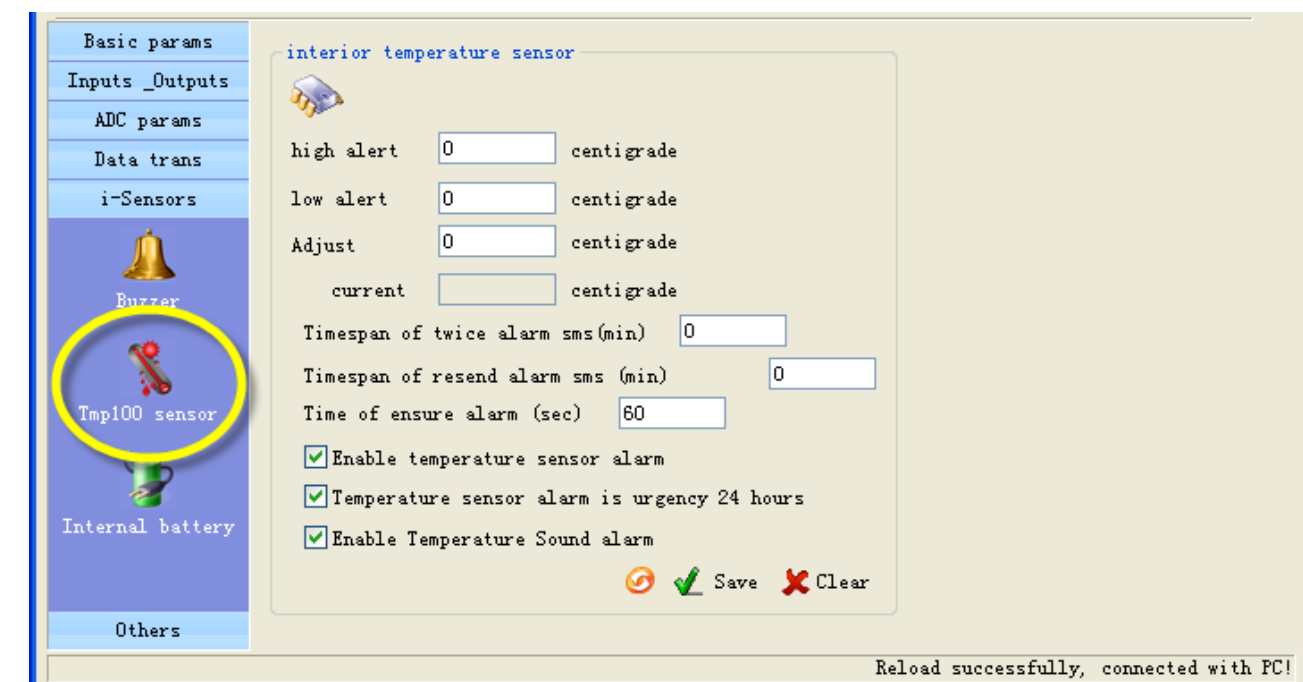 Basic params
Inputs _Outputs
ADC params
Data trans
i-Sensors
Buzzer
Tmp100 sensor
Internal battery
Others
interior temperature sensor
high alert 0 centigrade
low alert 0 centigrade
Adjust 0 centigrade
current centigrade
Timespan of twice alarm sms(min) 0
Timespan of resend alarm sms (min) 0
Time of ensure alarm (sec) 60
Enable temperature sensor alarm
Temperature sensor alarm is urgency 24 hours
Enable Temperature Sound alarm
Save Clear
Reload successfully, connected with PC!